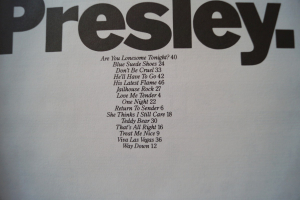 Presley.
Are You Lonesome Tonight? 40
Blue Suede Shoes 24
Don't Be Cruel 33
He'll Have To Go 42
His Latest Flame 46
Jailhouse Rock 27
Love Me Tender 4
One Night 22
Return To Sender 6
She Thinks I Still Care 18
Teddy Bear 30
That's All Right 16
Treat Me Nice 9
Viva Las Vegas 36
Way Down 12